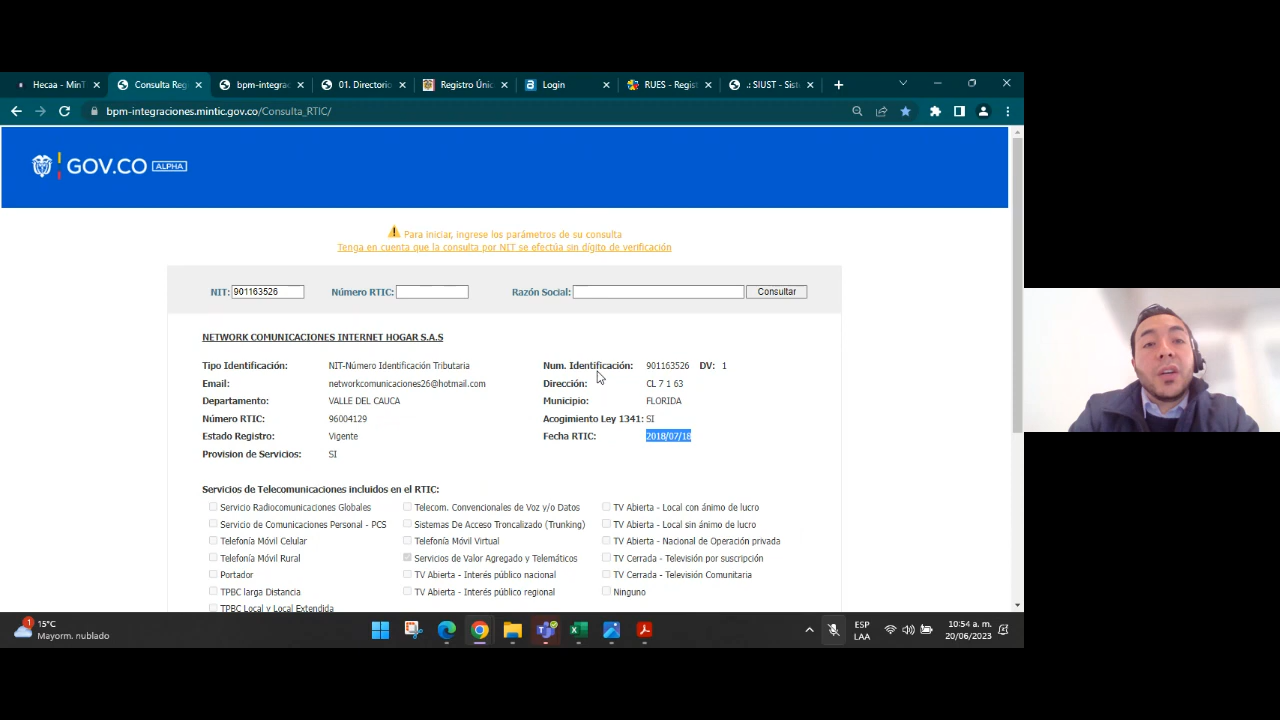 Hecaa - MinT
Consulta Reg
bpm-integrac
01. Directorio
Registro Únic
Login
RUES - Regist
.: SIUST - Sist
bpm-integraciones.mintic.gov.co/Consulta_RTIC/
GOV.CO ALPHA
Para iniciar, ingrese los parámetros de su consulta
Tenga en cuenta que la consulta por NIT se efectúa sin dígito de verificación
NIT: 901163526 Número RTIC: Razón Social: Consultar
NETWORK COMUNICACIONES INTERNET HOGAR S.A.S
Tipo Identificación: NIT-Número Identificación Tributaria Num. Identificación: 901163526 DV: 1
Email: networkcomunicaciones26@hotmail.com Dirección: CL 7 1 63
Departamento: VALLE DEL CAUCA Municipio: FLORIDA
Número RTIC: 96004129 Acogimiento Ley 1341: SI
Estado Registro: Vigente Fecha RTIC: 2018/07/18
Provision de Servicios: SI
Servicios de Telecomunicaciones incluidos en el RTIC:
Servicio Radiocomunicaciones Globales Telecom. Convencionales de Voz y/o Datos TV Abierta - Local con ánimo de lucro
Servicio de Comunicaciones Personal - PCS Sistemas De Acceso Troncalizado (Trunking) TV Abierta - Local sin ánimo de lucro
Telefonía Móvil Celular Telefonía Móvil Virtual TV Abierta - Nacional de Operación privada
Telefonía Móvil Rural Servicios de Valor Agregado y Telemáticos TV Cerrada - Televisión por suscripción
Portador TV Abierta - Interés público nacional TV Cerrada - Televisión Comunitaria
TPBC larga Distancia TV Abierta - Interés público regional Ninguno
TPBC Local y Local Extendida
1
15°C
Mayorm. nublado
ESP
LAA
10:54 a. m.
20/06/2023